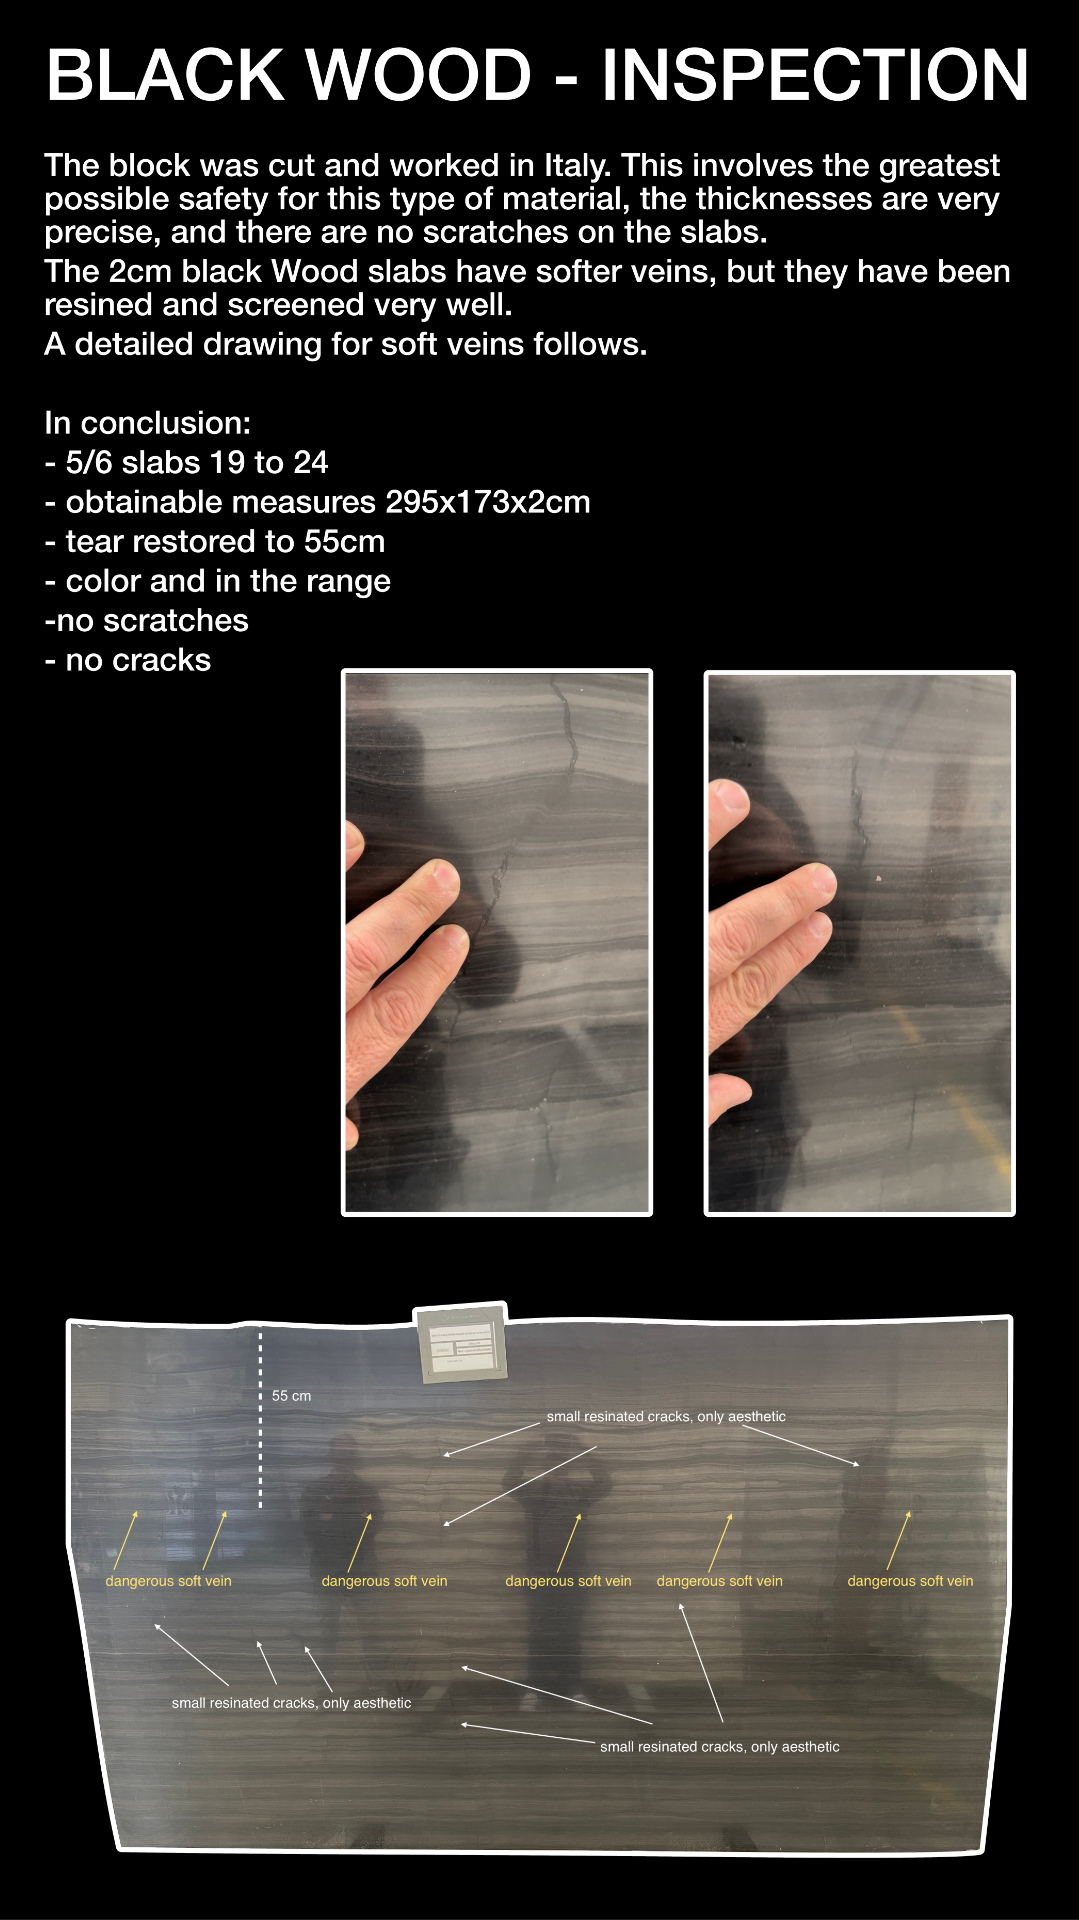 BLACK WOOD - INSPECTION
The block was cut and worked in Italy. This involves the greatest
possible safety for this type of material, the thicknesses are very
precise, and there are no scratches on the slabs.
The 2cm black Wood slabs have softer veins, but they have been
resined and screened very well.
A detailed drawing for soft veins follows.
In conclusion:
- 5/6 slabs 19 to 24
- obtainable measures 295x173x2cm
- tear restored to 55cm
- color and in the range
-no scratches
- no cracks
55 cm
small resinated cracks, only aesthetic
dangerous soft vein
dangerous soft vein
dangerous soft vein
dangerous soft vein
dangerous soft vein
small resinated cracks, only aesthetic
small resinated cracks, only aesthetic